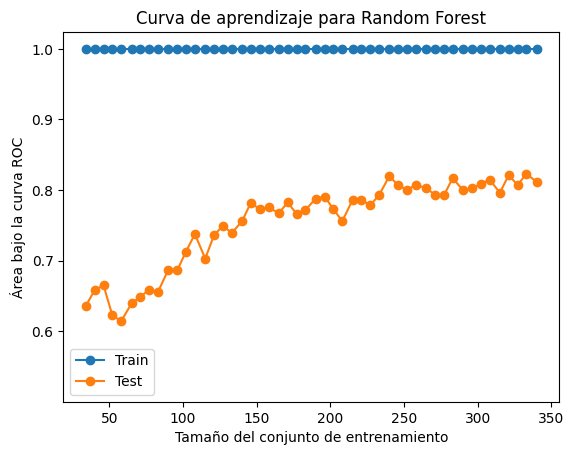 Curva de aprendizaje para Random Forest
1.0
0.9
0.8
0.7
0.6
Área bajo la curva ROC
Train
Test
50
100
150
200
250
300
350
Tamaño del conjunto de entrenamiento